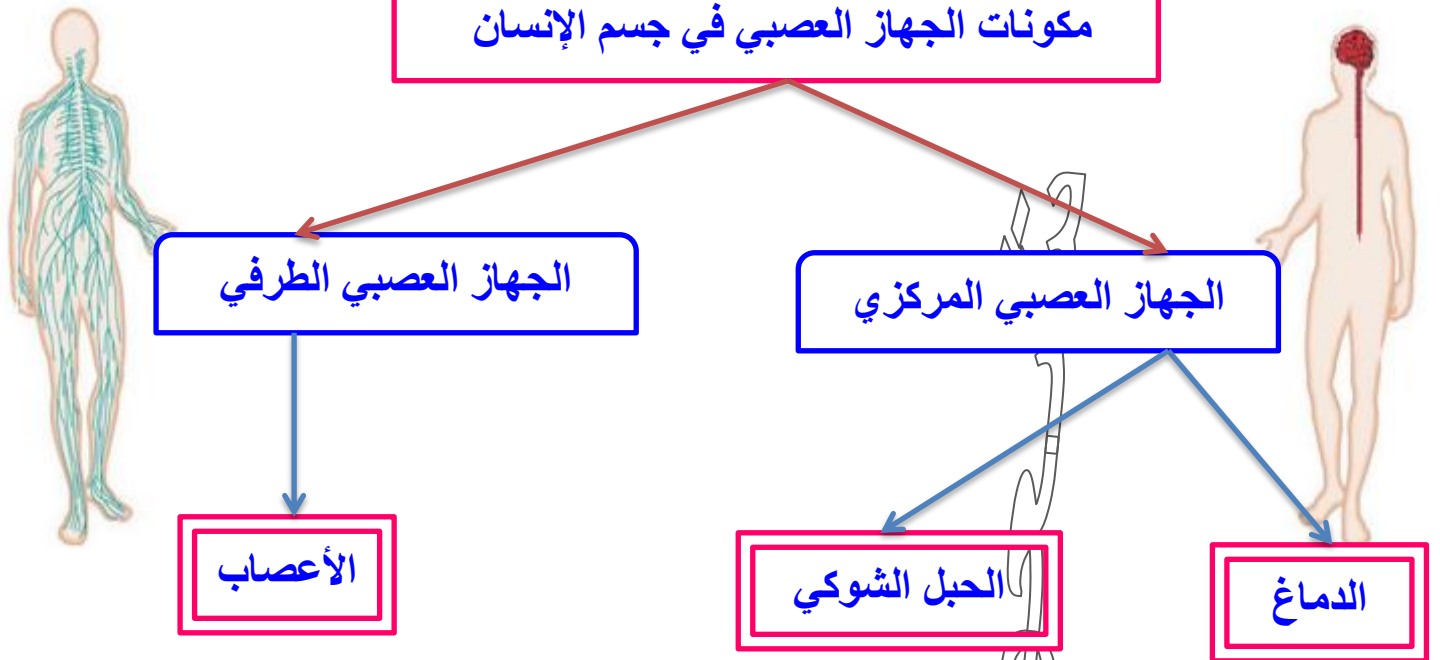 مكونات الجهاز العصبي في جسم الإنسان
الجهاز العصبي المركزي
الجهاز العصبي الطرفي
الدماغ
الحبل الشوكي
الأعصاب